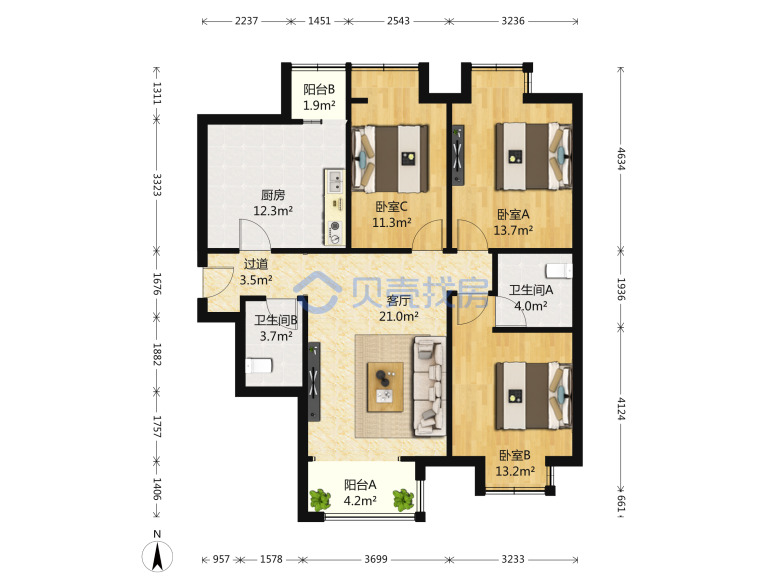 2237 1451 2543 3236
1311
3323
1676
1882
1757
1406
阳台B
1.9m²
厨房
12.3m²
卧室C
11.3m²
卧室A
13.7m²
过道
3.5m²
贝壳找房
客厅
21.0m²
卫生间A
4.0m²
卫生间B
3.7m²
卧室B
13.2m²
阳台A
4.2m²
4634
1936
4124
661
N
957 1578 3699 3233